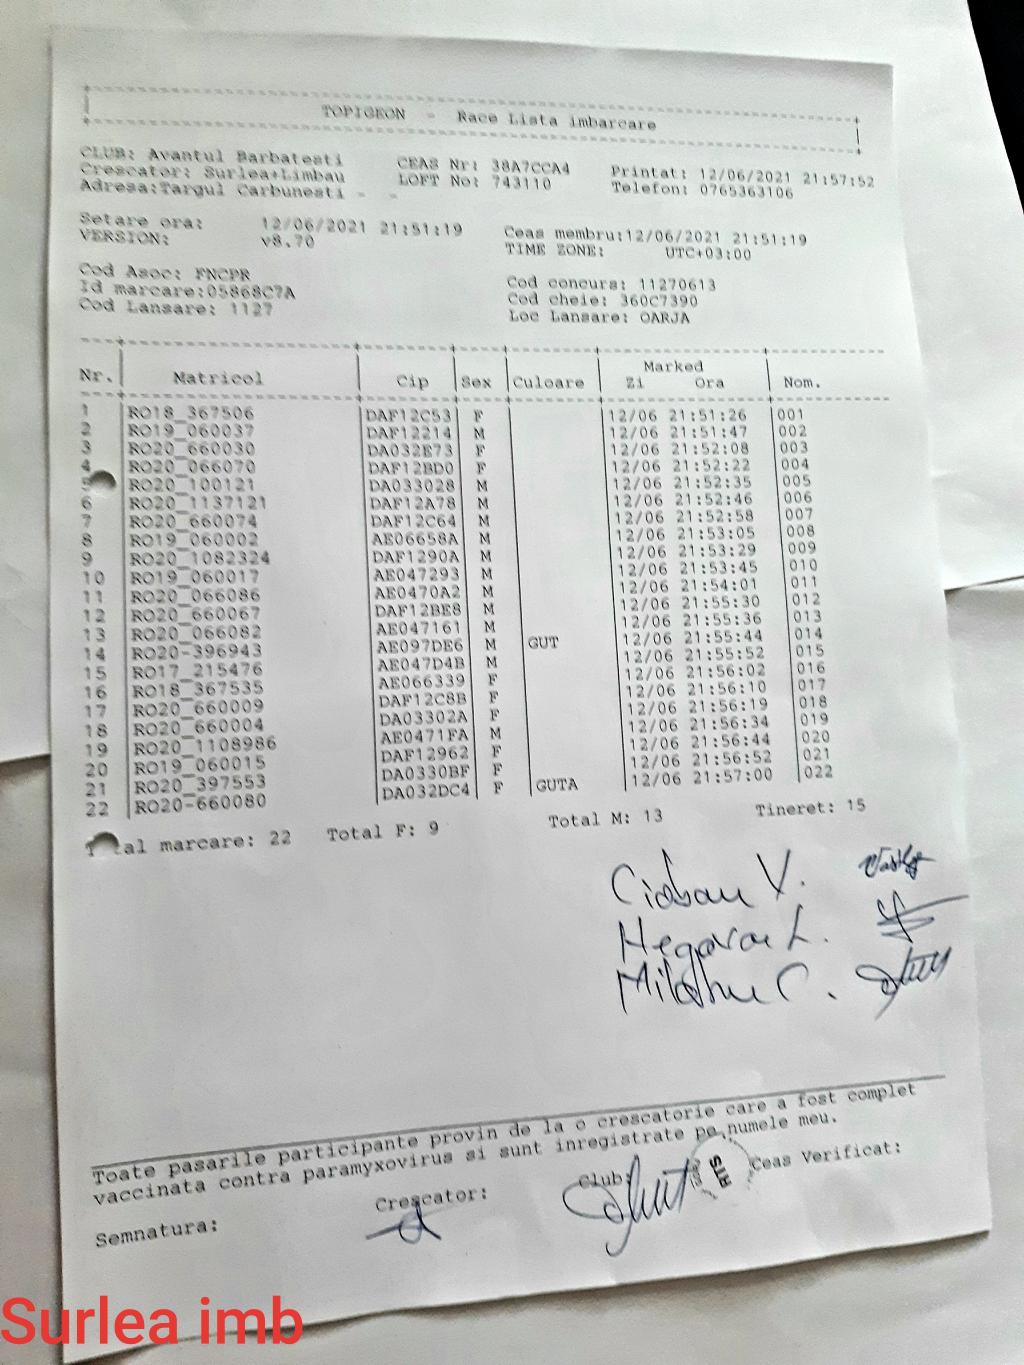 TOPIGEON - Race Lista imbarcare
CLUB: Avantul Barbatesti CEAS Nr: 38A7CCA4 Printat: 12/06/2021 21:57:52
Crescator: Surlea+Limbau LOFT No: 743110 Telefon: 0765363106
Adresa:Targul Carbunesti - -
Setare ora: 12/06/2021 21:51:19 Ceas membru:12/06/2021 21:51:19
VERSION: v8.70 TIME ZONE: UTC+03:00
Cod Asoc: FNCPR Cod concurs: 11270613
Id marcare:05868C7A Cod cheie: 360C7390
Cod Lansare: 1127 Loc Lansare: OARJA
Marked
Nr. Matricol Cip Sex Culoare Zi Ora Nom.
1 RO18_367506 DAF12C53 F 12/06 21:51:26 001
2 RO19_060037 DAF12214 M 12/06 21:51:47 002
3 RO20_660030 DA032E73 F 12/06 21:52:08 003
4 RO20_066070 DAF12BD0 F 12/06 21:52:22 004
5 RO20_100121 DA033028 M 12/06 21:52:35 005
6 RO20_1137121 DAF12A78 M 12/06 21:52:46 006
7 RO20_660074 DAF12C64 M 12/06 21:52:58 007
8 RO19_060002 AE06658A M 12/06 21:53:05 008
9 RO20_1082324 DAF1290A M 12/06 21:53:29 009
10 RO19_060017 AE047293 M 12/06 21:53:45 010
11 RO20_066086 AE0470A2 M 12/06 21:54:01 011
12 RO20_660067 DAF12BE8 M 12/06 21:55:30 012
13 RO20_066082 AE047161 M 12/06 21:55:36 013
14 RO20-396943 AE097DE6 M GUT 12/06 21:55:44 014
15 RO17_215476 AE047D4B M 12/06 21:55:52 015
16 RO18_367535 AE066339 F 12/06 21:56:02 016
17 RO20_660009 DAF12C8B F 12/06 21:56:10 017
18 RO20_660004 DA03302A F 12/06 21:56:19 018
19 RO20_1108986 AE0471FA M 12/06 21:56:34 019
20 RO19_060015 DAF12962 F 12/06 21:56:44 020
21 RO20_397553 DA0330BF F 12/06 21:56:52 021
22 RO20-660080 DA032DC4 F GUTA 12/06 21:57:00 022
Total marcare: 22 Total F: 9 Total M: 13 Tineret: 15
Cioban V.
L.
C.
Toate pasarile participante provin de la o crescatorie care a fost complet
vaccinata contra paramyxovirus si sunt inregistrate pe numele meu.
Semnatura: Crescator: Club: Ceas Verificat:
Surlea imb